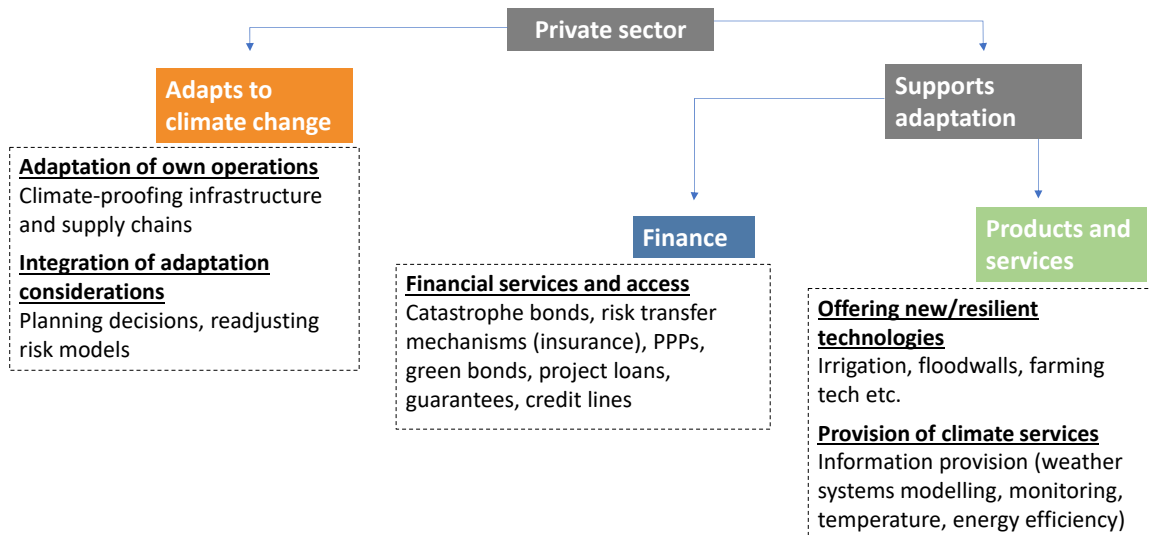 Private sector
Adapts to
climate change
Adaptation of own operations
Climate-proofing infrastructure
and supply chains
Integration of adaptation
considerations
Planning decisions, readjusting
risk models
Supports
adaptation
Finance
Financial services and access
Catastrophe bonds, risk transfer
mechanisms (insurance), PPPs,
green bonds, project loans,
guarantees, credit lines
Products and
services
Offering new/resilient
technologies
Irrigation, floodwalls, farming
tech etc.
Provision of climate services
Information provision (weather
systems modelling, monitoring,
temperature, energy efficiency)